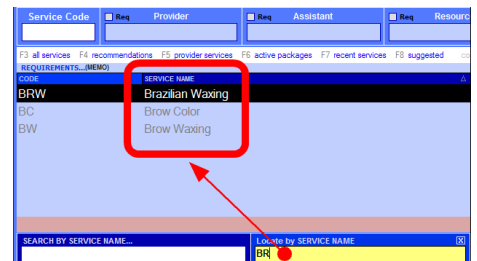 Service Code Req Provider Req Assistant Req Resourc
F3 all services F4 recommendations F5 provider services F6 active packages F7 recent services F8 suggested co
REQUIREMENTS...(MEMO)
CODE SERVICE NAME
BRW Brazilian Waxing
BC Brow Color
BW Brow Waxing
SEARCH BY SERVICE NAME... Locate by SERVICE NAME X
BR